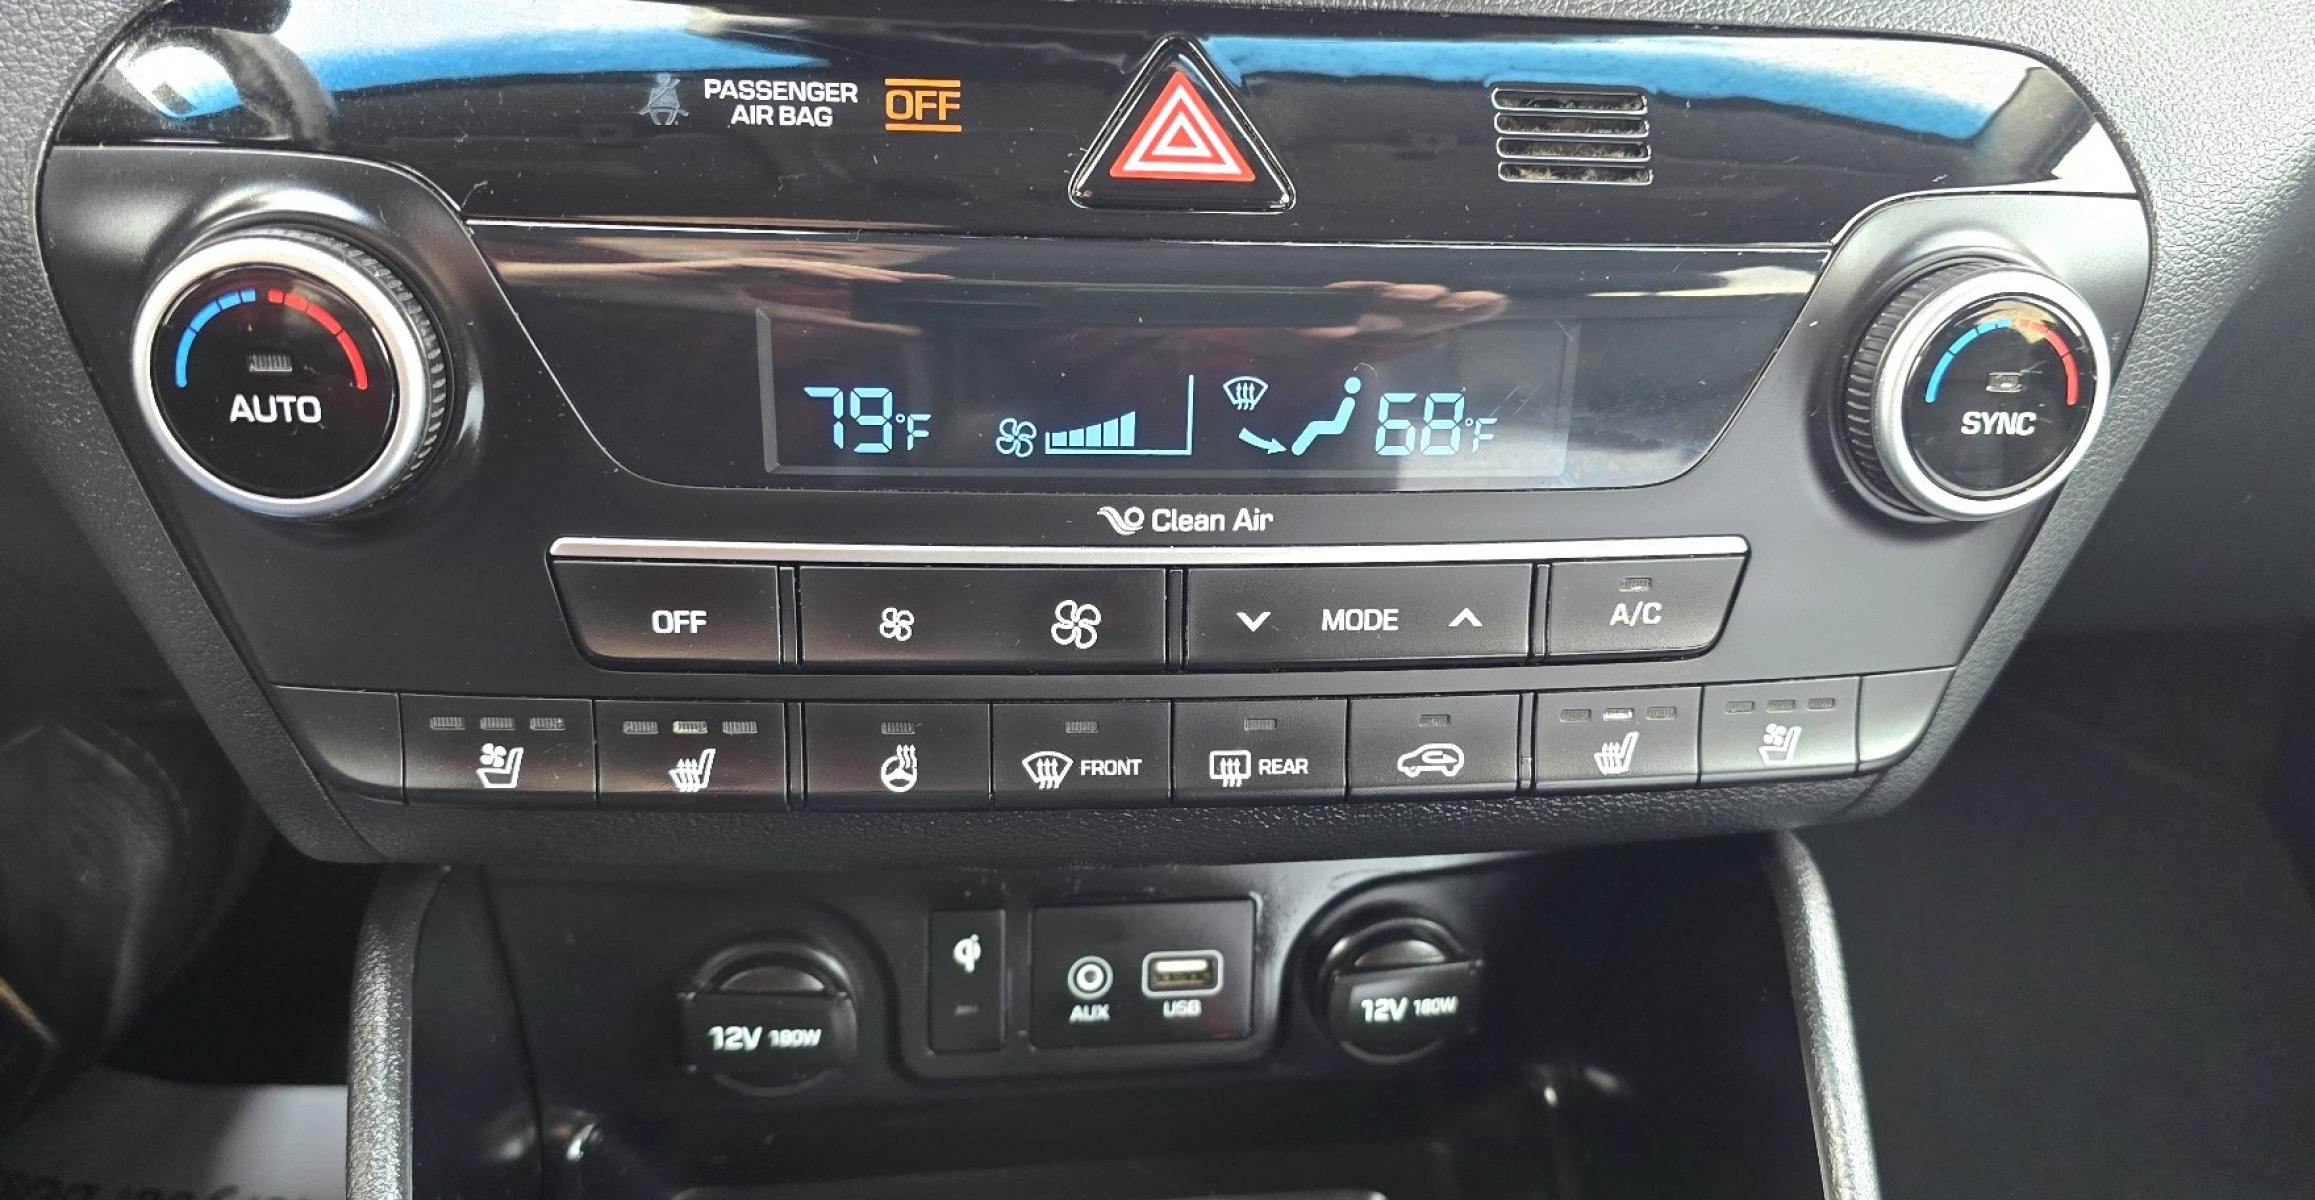 PASSENGER
AIR BAG
OFF
AUTO
79°F
68°F
SYNC
Clean Air
OFF
MODE
A/C
FRONT
REAR
AUX
USB
12V 180W
12V 180W